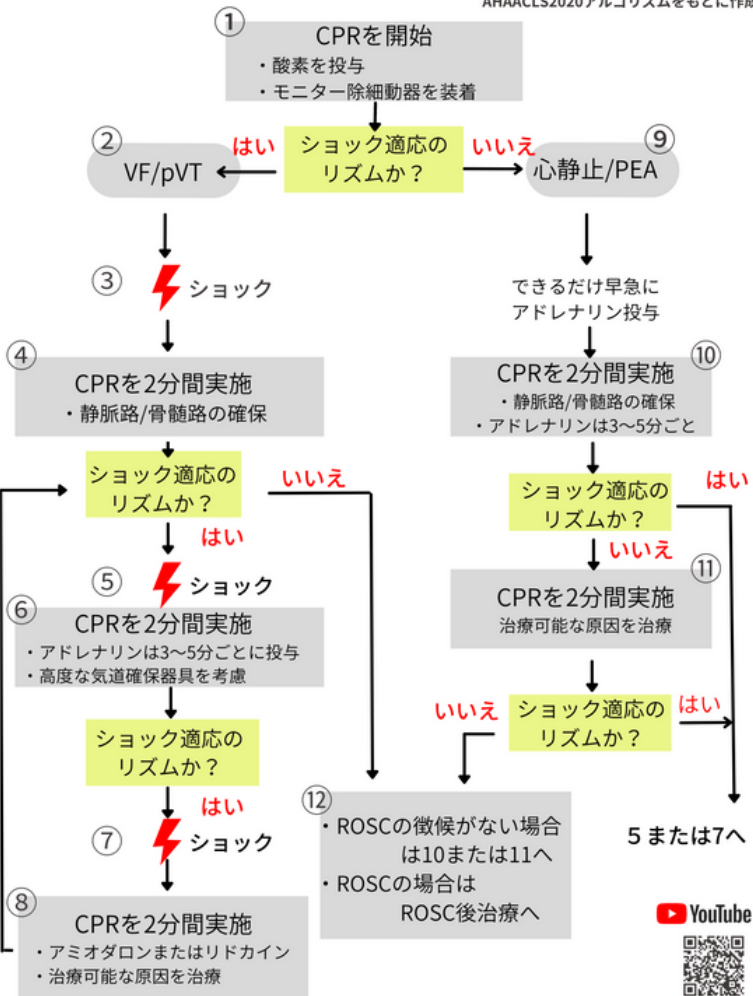 AHAACLS2020アルゴリズムをもとに作成
①
CPRを開始
・酸素を投与
・モニター除細動器を装着
②
はい
ショック適応の
リズムか？
いいえ
⑨
VF/pVT
心静止/PEA
③
ショック
できるだけ早急に
アドレナリン投与
④
CPRを2分間実施
・静脈路/骨髄路の確保
⑩
CPRを2分間実施
・静脈路/骨髄路の確保
・アドレナリンは3〜5分ごと
ショック適応の
リズムか？
いいえ
はい
ショック適応の
リズムか？
はい
いいえ
⑤
ショック
⑥
CPRを2分間実施
・アドレナリンは3〜5分ごとに投与
・高度な気道確保器具を考慮
⑪
CPRを2分間実施
治療可能な原因を治療
ショック適応の
リズムか？
はい
いいえ
ショック適応の
リズムか？
はい
⑦
ショック
⑫
・ROSCの徴候がない場合
は10または11へ
・ROSCの場合は
ROSC後治療へ
5または7へ
⑧
CPRを2分間実施
・アミオダロンまたはリドカイン
・治療可能な原因を治療
YouTube